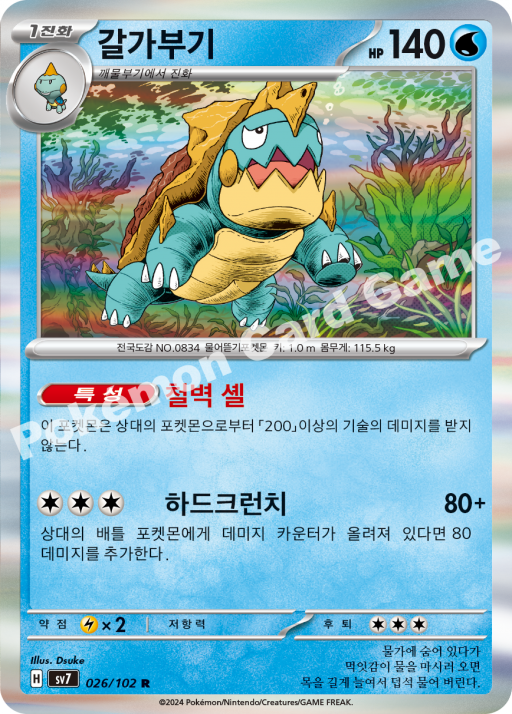 1진화
갈가부기
HP 140
깨물부기에서 진화
전국도감 NO.0834 물어뜯기포켓몬 키: 1.0 m 몸무게: 115.5 kg
특성 철벽 셸
이 포켓몬은 상대의 포켓몬으로부터 「200」이상의 기술의 데미지를 받지
않는다.
하드크런치 80+
상대의 배틀 포켓몬에게 데미지 카운터가 올려져 있다면 80
데미지를 추가한다.
약점 ×2 저항력 후퇴
Illus. Dsuke
H sv7 026/102 R
물가에 숨어 있다가
먹잇감이 물을 마시러 오면
목을 길게 늘여서 덥석 물어 버린다.
©2024 Pokémon/Nintendo/Creatures/GAME FREAK.
Pokémon Card Game